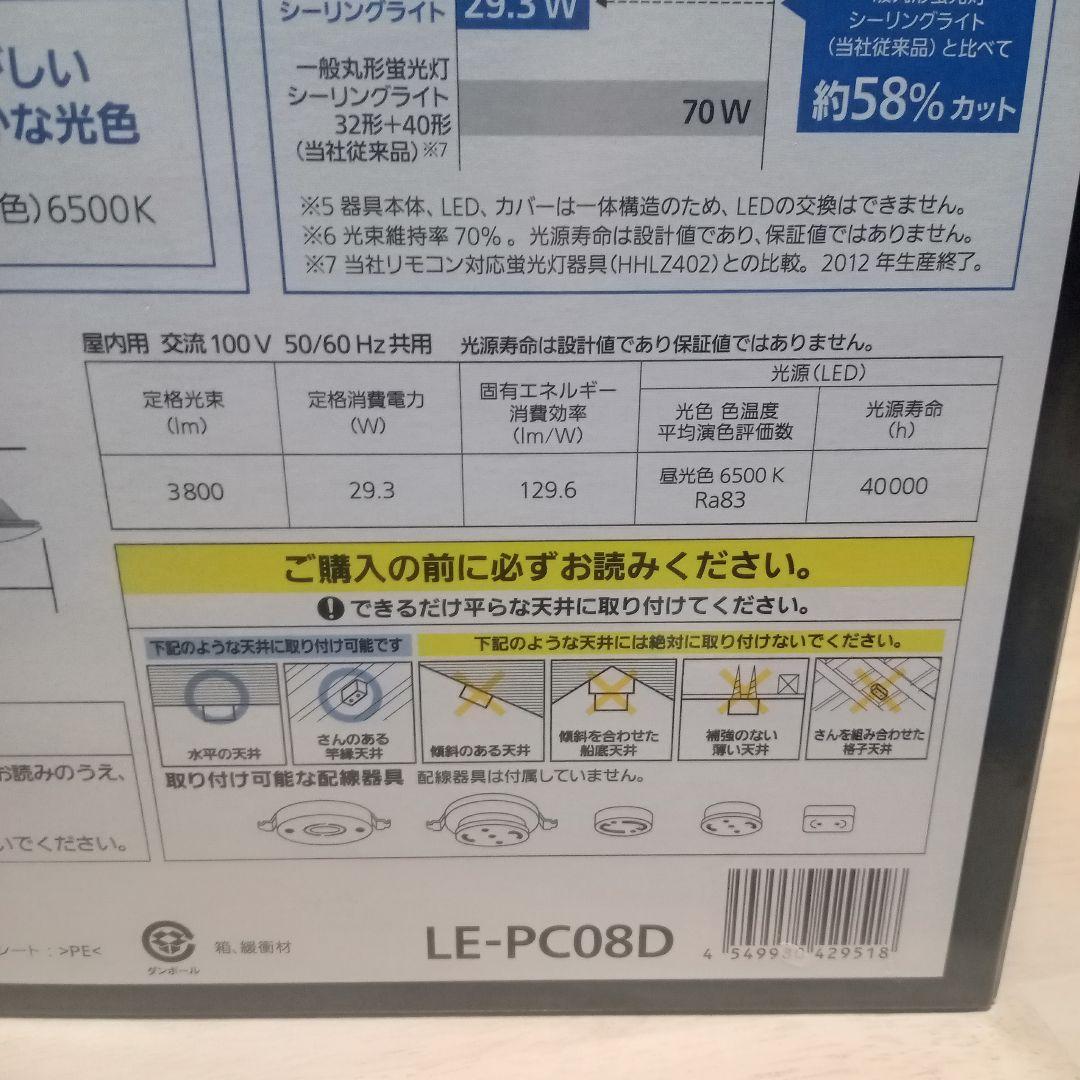 しい
な光色
色)6500K
シーリングライト
29.3W
一般丸形蛍光灯
シーリングライト
32形+40形
(当社従来品)※7
70W
シーリングライト
(当社従来品)と比べて
約58%カット
※5 器具本体、LED、カバーは一体構造のため、LEDの交換はできません。
※6 光束維持率70%。光源寿命は設計値であり、保証値ではありません。
※7 当社リモコン対応蛍光灯器具(HHLZ402)との比較。2012年生産終了。
屋内用 交流100V 50/60Hz共用 光源寿命は設計値であり保証値ではありません。
定格光束
(lm)
定格消費電力
(W)
固有エネルギー
消費効率
(lm/W)
光源(LED)
光色 色温度
平均演色評価数
光源寿命
(h)
3800
29.3
129.6
昼光色 6500K
Ra83
40000
ご購入の前に必ずお読みください。
できるだけ平らな天井に取り付けてください。
下記のような天井に取り付け可能です
下記のような天井には絶対に取り付けないでください。
水平の天井
さんのある
竿縁天井
傾斜のある天井
傾斜を合わせた
船底天井
補強のない
薄い天井
さんを組み合わせた
格子天井
取り付け可能な配線器具 配線器具は付属していません。
お読みのうえ、
いでください。
ート:>PE<
ダンボール
箱、緩衝材
LE-PC08D
4 549980 429518